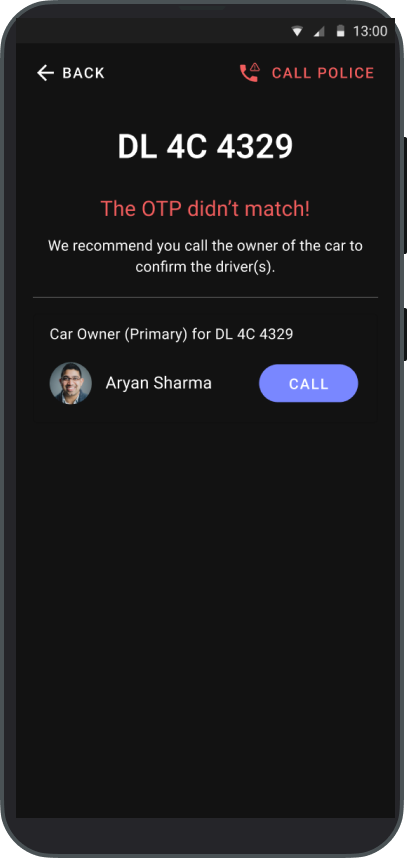 13:00
BACK
CALL POLICE
DL 4C 4329
The OTP didn’t match!
We recommend you call the owner of the car to
confirm the driver(s).
Car Owner (Primary) for DL 4C 4329
Aryan Sharma
CALL